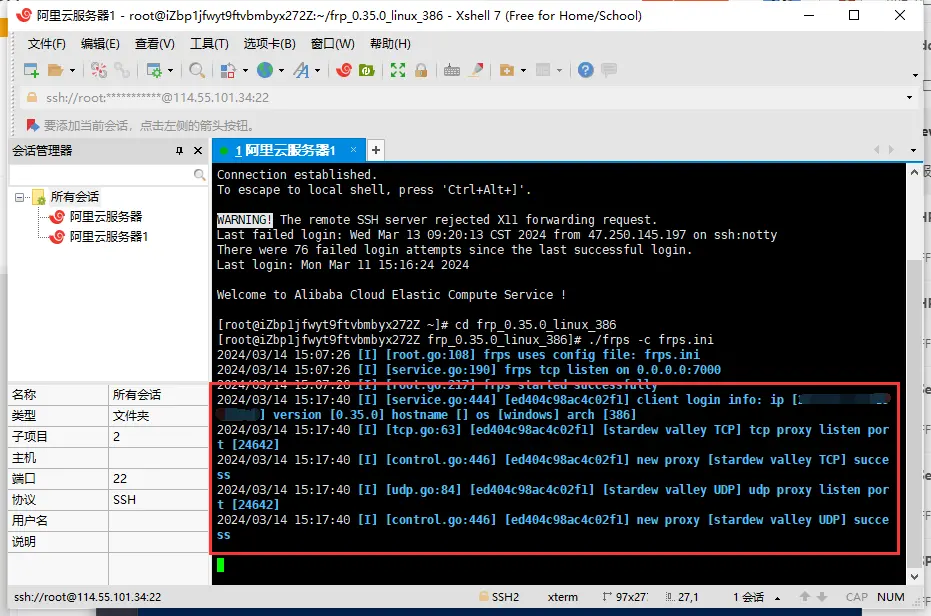 阿里云服务器1 - root@iZbp1jfwyt9ftvbmbyx272Z:~/frp_0.35.0_linux_386 - Xshell 7 (Free for Home/School)
文件(F) 编辑(E) 查看(V) 工具(T) 选项卡(B) 窗口(W) 帮助(H)
ssh://root:***********@114.55.101.34:22
要添加当前会话，点击左侧的箭头按钮。
会话管理器
1 阿里云服务器1
所有会话
阿里云服务器
阿里云服务器1
Connection established.
To escape to local shell, press 'Ctrl+Alt+]'.
WARNING! The remote SSH server rejected X11 forwarding request.
Last failed login: Wed Mar 13 09:20:13 CST 2024 from 47.250.145.197 on ssh:notty
There were 76 failed login attempts since the last successful login.
Last login: Mon Mar 11 15:16:24 2024
Welcome to Alibaba Cloud Elastic Compute Service !
[root@iZbp1jfwyt9ftvbmbyx272Z ~]# cd frp_0.35.0_linux_386
[root@iZbp1jfwyt9ftvbmbyx272Z frp_0.35.0_linux_386]# ./frps -c frps.ini
2024/03/14 15:07:26 [I] [root.go:108] frps uses config file: frps.ini
2024/03/14 15:07:26 [I] [service.go:190] frps tcp listen on 0.0.0.0:7000
2024/03/14 15:07:26 [I] [root.go:217] frps started successfully
2024/03/14 15:17:40 [I] [service.go:444] [ed404c98ac4c02f1] client login info: ip [
] version [0.35.0] hostname [] os [windows] arch [386]
2024/03/14 15:17:40 [I] [tcp.go:63] [ed404c98ac4c02f1] [stardew valley TCP] tcp proxy listen por
t [24642]
2024/03/14 15:17:40 [I] [control.go:446] [ed404c98ac4c02f1] new proxy [stardew valley TCP] succe
ss
2024/03/14 15:17:40 [I] [udp.go:84] [ed404c98ac4c02f1] [stardew valley UDP] udp proxy listen por
t [24642]
2024/03/14 15:17:40 [I] [control.go:446] [ed404c98ac4c02f1] new proxy [stardew valley UDP] succe
ss
名称 所有会话
类型 文件夹
子项目 2
主机
端口 22
协议 SSH
用户名
说明
ssh://root@114.55.101.34:22 SSH2 xterm 97x27 27,1 1 会话 CAP NUM